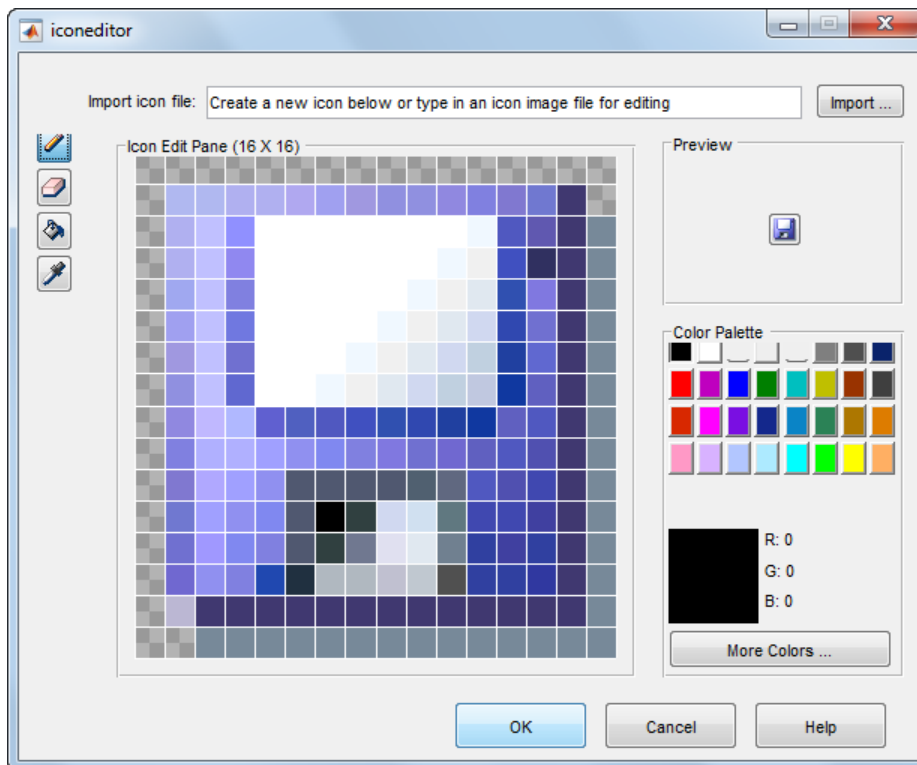 iconeditor
Import icon file: Create a new icon below or type in an icon image file for editing Import ...
Icon Edit Pane (16 X 16)
Preview
Color Palette
R: 0
G: 0
B: 0
More Colors ...
OK Cancel Help